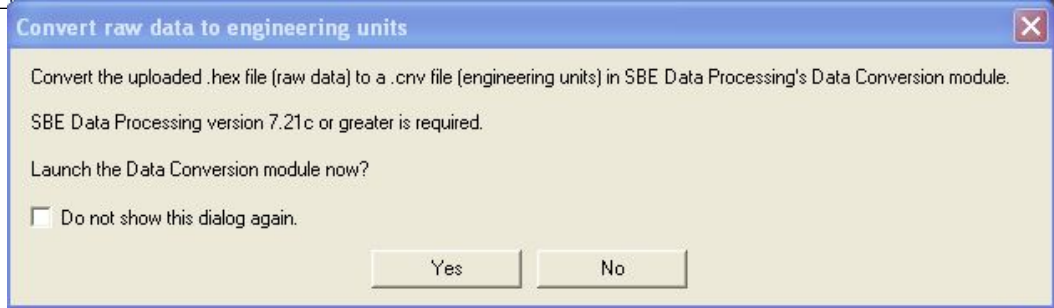 Convert raw data to engineering units
Convert the uploaded .hex file (raw data) to a .cnv file (engineering units) in SBE Data Processing's Data Conversion module.
SBE Data Processing version 7.21c or greater is required.
Launch the Data Conversion module now?
Do not show this dialog again.
Yes No